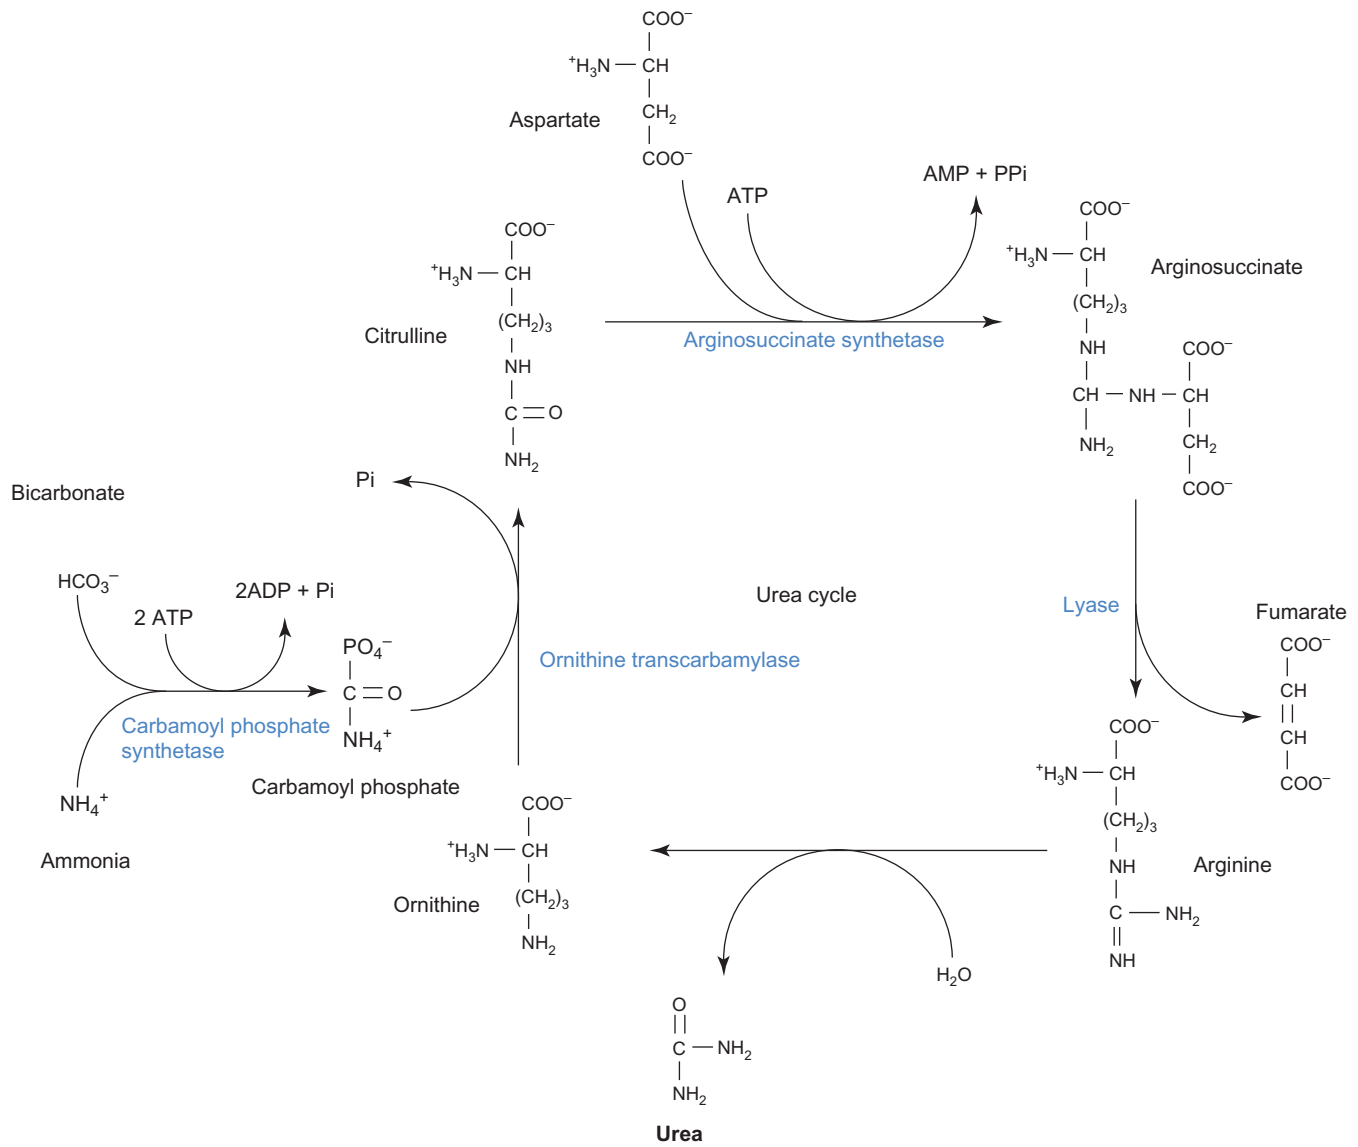 COO⁻
⁺H₃N — CH
CH₂
Aspartate
COO⁻
ATP
AMP + PPi
COO⁻
⁺H₃N — CH
(CH₂)₃
NH
C = O
NH₂
Citrulline
Arginosuccinate synthetase
COO⁻
⁺H₃N — CH
(CH₂)₃
NH
CH — NH — CH
NH₂
COO⁻
CH₂
COO⁻
Arginosuccinate
Pi
Bicarbonate
HCO₃⁻
2 ATP
2ADP + Pi
PO₄⁻
C = O
NH₄⁺
Carbamoyl phosphate
synthetase
Carbamoyl phosphate
NH₄⁺
Ammonia
Ornithine transcarbamylase
Urea cycle
Lyase
Fumarate
COO⁻
CH
CH
COO⁻
COO⁻
⁺H₃N — CH
(CH₂)₃
NH
C — NH₂
NH
Arginine
COO⁻
⁺H₃N — CH
(CH₂)₃
NH₂
Ornithine
H₂O
O
C — NH₂
NH₂
Urea